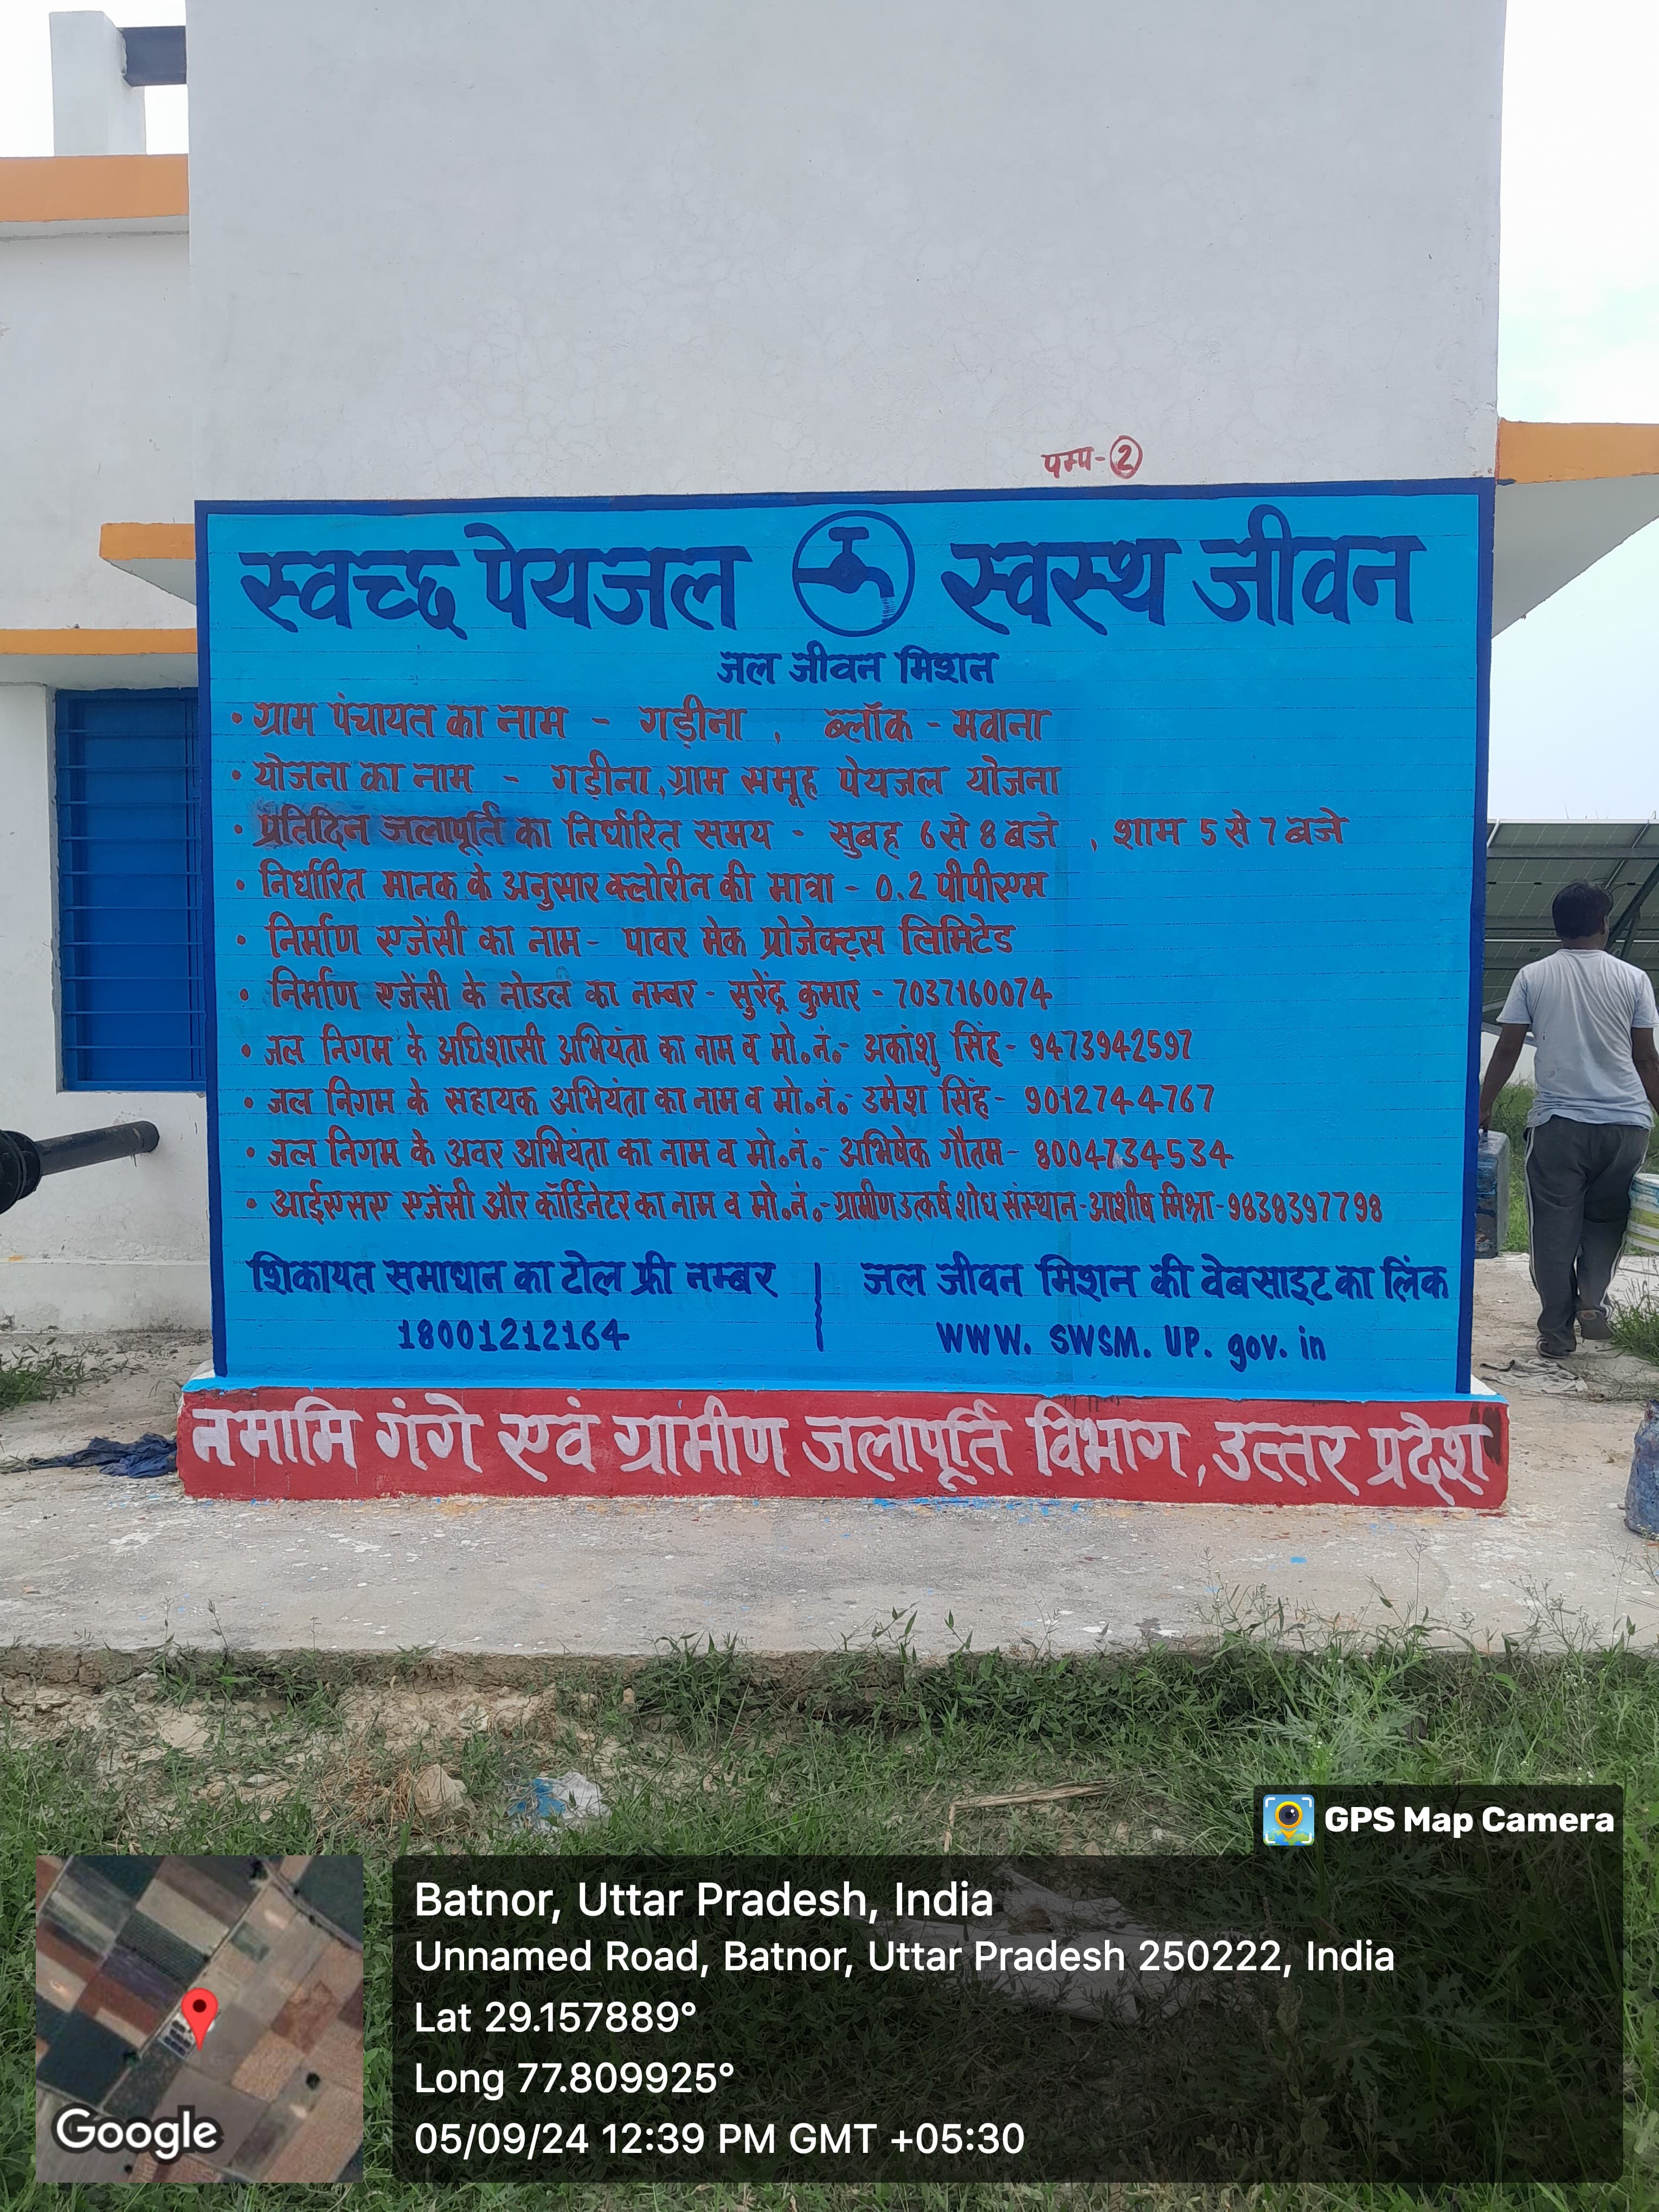 पम्प-2
स्वच्छ पेयजल स्वस्थ जीवन
जल जीवन मिशन
• ग्राम पंचायत का नाम - गड़ीना , ब्लॉक - मवाना
• योजना का नाम - गड़ीना, ग्राम समूह पेयजल योजना
• प्रतिदिन जलापूर्ति का निर्धारित समय - सुबह 6 से 8 बजे , शाम 5 से 7 बजे
• निर्धारित मानक के अनुसार क्लोरीन की मात्रा - 0.2 पीपीएम
• निर्माण एजेंसी का नाम- पावर मेक प्रोजेक्ट्स लिमिटेड
• निर्माण एजेंसी के नोडल का नम्बर - सुरेंद्र कुमार - 7037160074
• जल निगम के अधिशासी अभियंता का नाम व मो.नं.- अकांशु सिंह- 9473942597
• जल निगम के सहायक अभियंता का नाम व मो.नं.- उमेश सिंह- 9012744767
• जल निगम के अवर अभियंता का नाम व मो.नं.- अभिषेक गौतम- 8004734534
• आईएसए एजेंसी और कॉर्डिनेटर का नाम व मो.नं.-ग्रामीण उत्कर्ष शोध संस्थान-आशीष मिश्रा-9838397798
शिकायत समाधान का टोल फ्री नम्बर | जल जीवन मिशन की वेबसाइट का लिंक
18001212164 WWW. SWSM. UP. gov. in
नमामि गंगे एवं ग्रामीण जलापूर्ति विभाग, उत्तर प्रदेश
GPS Map Camera
Batnor, Uttar Pradesh, India
Unnamed Road, Batnor, Uttar Pradesh 250222, India
Lat 29.157889°
Long 77.809925°
05/09/24 12:39 PM GMT +05:30
Google